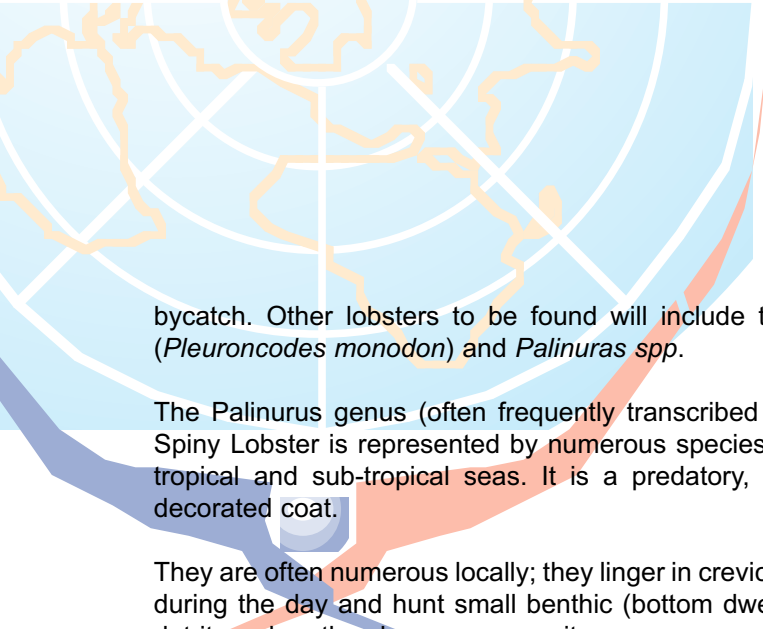 bycatch. Other lobsters to be found will include
(Pleuroncodes monodon) and Palinuras spp.
The Palinurus genus (often frequently transcribed
Spiny Lobster is represented by numerous species
tropical and sub-tropical seas. It is a predatory,
decorated coat.
They are often numerous locally; they linger in
during the day and hunt small benthic (bottom